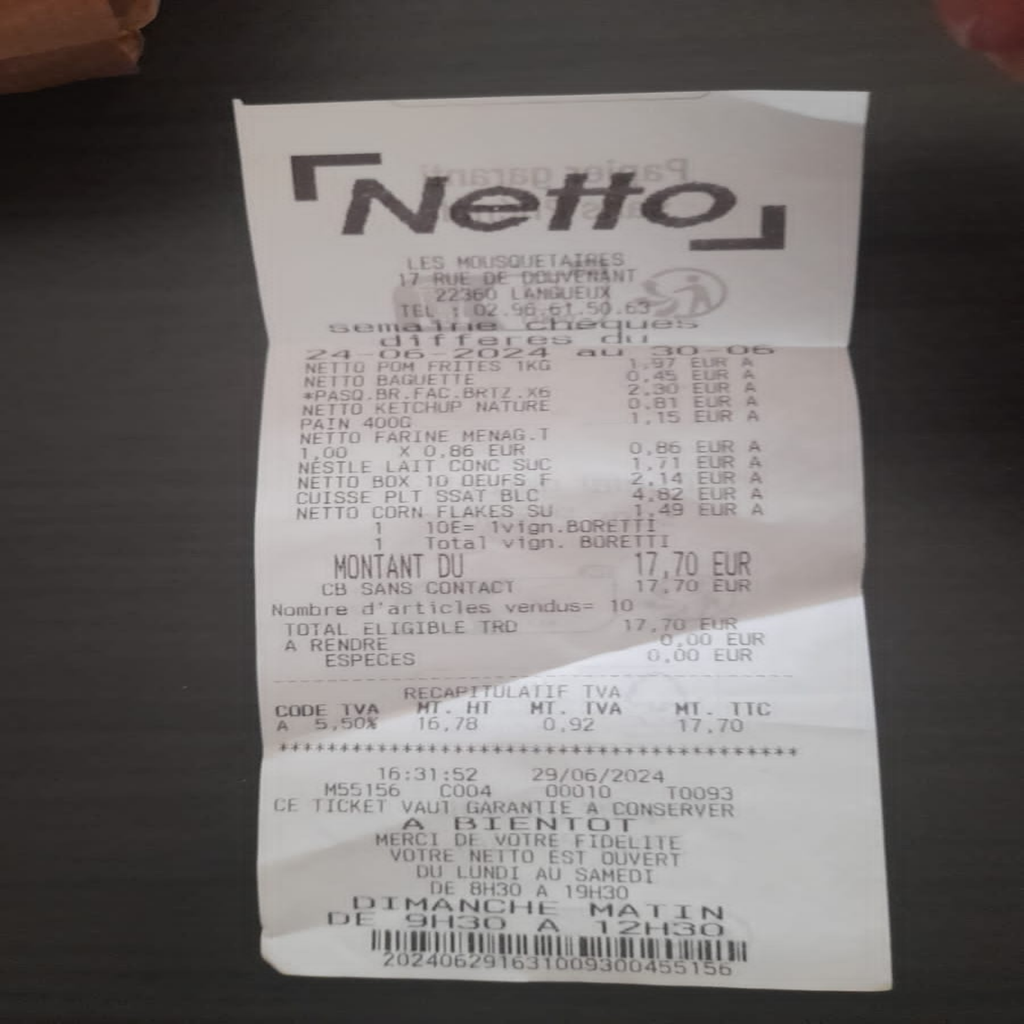 Netto
LES MOUSQUETAIRES
17 RUE DE DOUVENANT
22360 LANGUEUX
TEL : 02.96.61.50.63
semaine cheques
differes du
24-06-2024 au 30-06
NETTO POM FRITES 1KG 1,97 EUR A
NETTO BAGUETTE 0,45 EUR A
*PASQ.BR.FAC.BRTZ.X6 2,30 EUR A
NETTO KETCHUP NATURE 0,81 EUR A
PAIN 400G 1,15 EUR A
NETTO FARINE MENAG.T
1,00 X 0,86 EUR 0,86 EUR A
NESTLE LAIT CONC SUC 1,71 EUR A
NETTO BOX 10 OEUFS F 2,14 EUR A
CUISSE PLT SSAT BLC 4,82 EUR A
NETTO CORN FLAKES SU 1,49 EUR A
1 10E= 1vign.BORETTI
1 Total vign. BORETTI
MONTANT DU 17,70 EUR
CB SANS CONTACT 17,70 EUR
Nombre d'articles vendus= 10
TOTAL ELIGIBLE TRD 17,70 EUR
A RENDRE 0,00 EUR
ESPECES 0,00 EUR
RECAPITULATIF TVA
CODE TVA MT. HT MT. TVA MT. TTC
A 5,50% 16,78 0,92 17,70
****************************************
16:31:52 29/06/2024
M55156 C004 00010 T0093
CE TICKET VAUT GARANTIE A CONSERVER
A BIENTOT
MERCI DE VOTRE FIDELITE
VOTRE NETTO EST OUVERT
DU LUNDI AU SAMEDI
DE 8H30 A 19H30
DIMANCHE MATIN
DE 9H30 A 12H30
20240629163100930045​5156